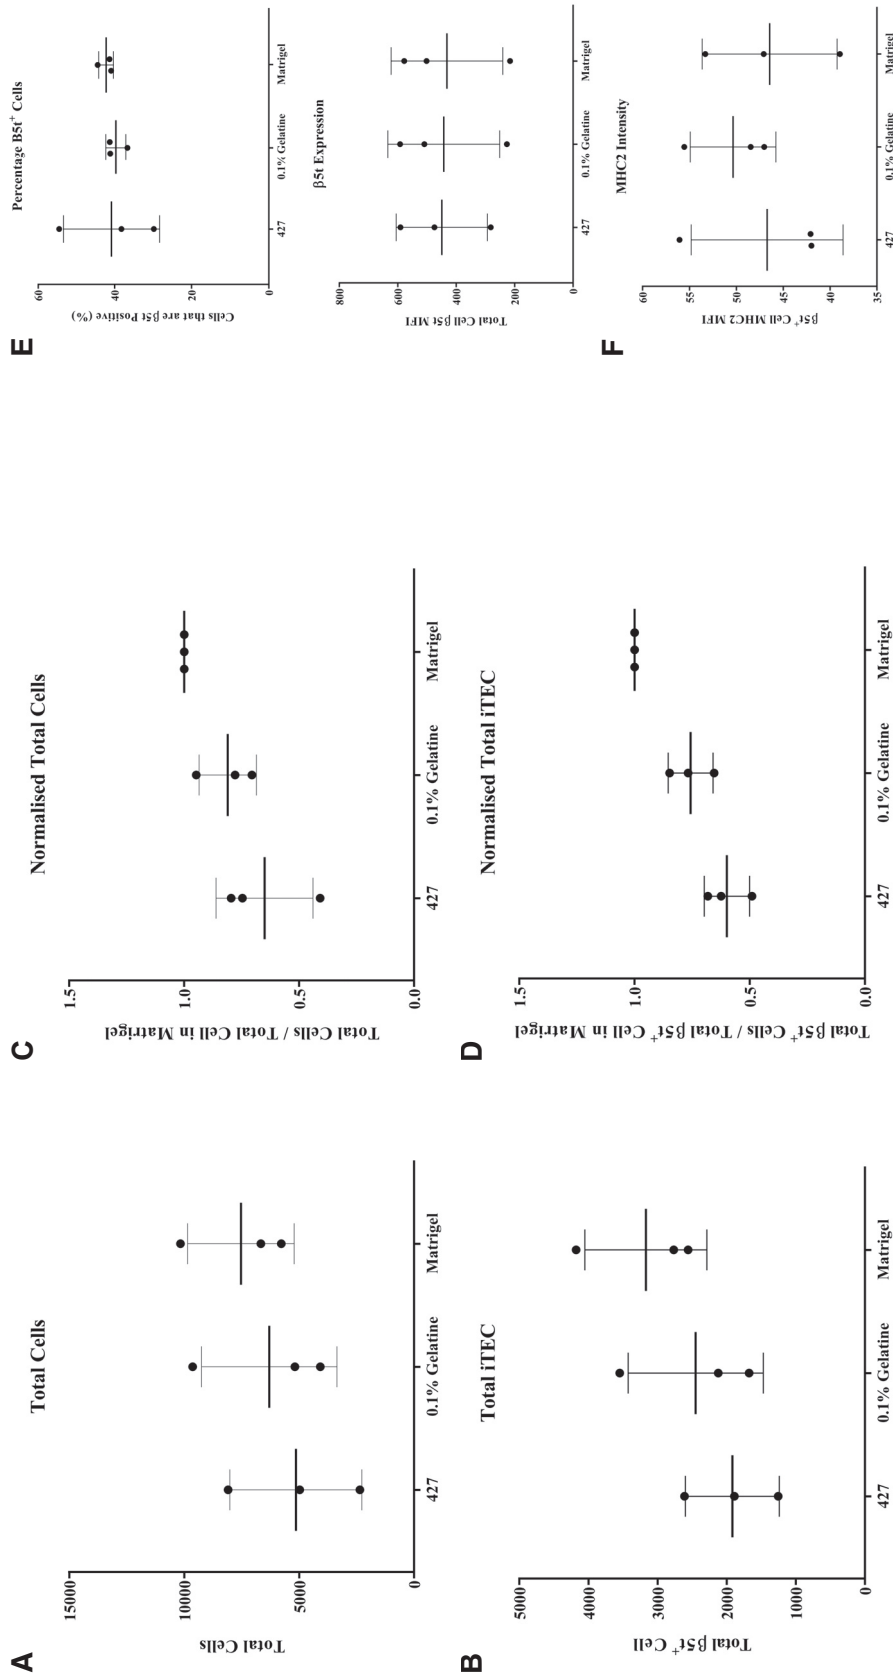 A
Total Cells
Total Cells
15000
10000
5000
0
427
0.1% Gelatine
Matrigel
B
Total iTEC
Total β5t⁺ Cell
5000
4000
3000
2000
1000
0
427
0.1% Gelatine
Matrigel
C
Normalised Total Cells
Total Cells / Total Cell in Matrigel
1.5
1.0
0.5
0.0
427
0.1% Gelatine
Matrigel
D
Normalised Total iTEC
Total β5t⁺ Cells / Total β5t⁺ Cell in Matrigel
1.5
1.0
0.5
0.0
427
0.1% Gelatine
Matrigel
E
Percentage B5t⁺ Cells
Cells that are β5t Positive (%)
60
40
20
0
427
0.1% Gelatine
Matrigel
β5t Expression
Total Cell β5t MFI
800
600
400
200
0
427
0.1% Gelatine
Matrigel
F
MHC2 Intensity
β5t⁺ Cell MHC2 MFI
60
55
50
45
40
35
427
0.1% Gelatine
Matrigel